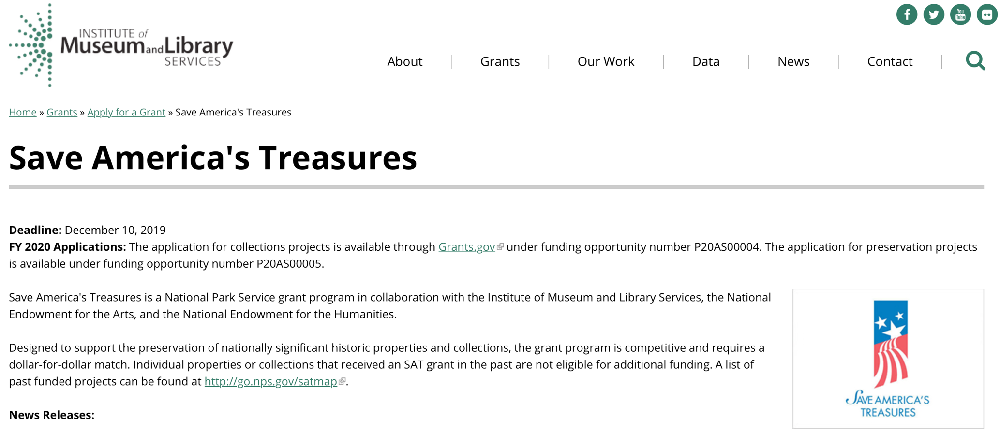 INSTITUTE of
Museum and Library
SERVICES
You
Tube
About
Grants
Our Work
Data
News
Contact
Home » Grants » Apply for a Grant » Save America's Treasures
Save America's Treasures
Deadline: December 10, 2019
FY 2020 Applications: The application for collections projects is available through Grants.gov under funding opportunity number P20AS00004. The application for preservation projects
is available under funding opportunity number P20AS00005.
Save America's Treasures is a National Park Service grant program in collaboration with the Institute of Museum and Library Services, the National
Endowment for the Arts, and the National Endowment for the Humanities.
Designed to support the preservation of nationally significant historic properties and collections, the grant program is competitive and requires a
dollar-for-dollar match. Individual properties or collections that received an SAT grant in the past are not eligible for additional funding. A list of
past funded projects can be found at http://go.nps.gov/satmap.
SAVE AMERICA'S
TREASURES
News Releases: